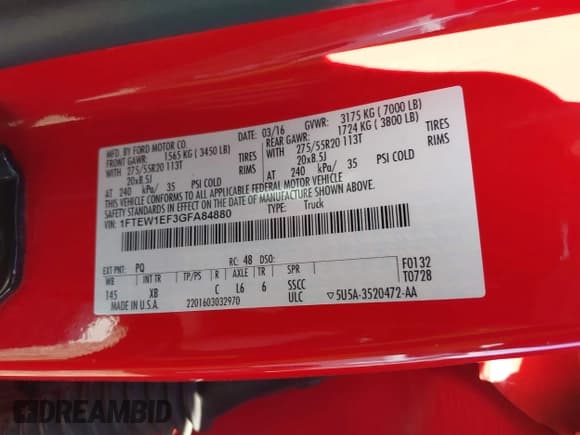 MFD. BY FORD MOTOR CO. 03/16 GVWR: 3175 KG ( 7000 LB)
FRONT GAWR: 1565 KG ( 3450 LB) REAR GAWR: 1724 KG ( 3800 LB)
WITH 275/55R20 113T TIRES WITH 275/55R20 113T TIRES
20x8.5J RIMS 20x8.5J RIMS
AT 240 kPa/ 35 PSI COLD AT 240 kPa/ 35 PSI COLD
THIS VEHICLE CONFORMS TO ALL APPLICABLE FEDERAL MOTOR VEHICLE
SAFETY STANDARDS IN EFFECT ON THE DATE OF MANUFACTURE SHOWN ABOVE.
VIN: 1FTEW1EF3GFA84880 TYPE: Truck
EXT PNT: PQ RC: 48 DSO: F0132
WB INT TR TP/PS R AXLE TR SPR T0728
145 XB C L6 6 SSCC
MADE IN U.S.A. 2201603032970 ULC ▽5U5A-3520472-AA
DREAMBID